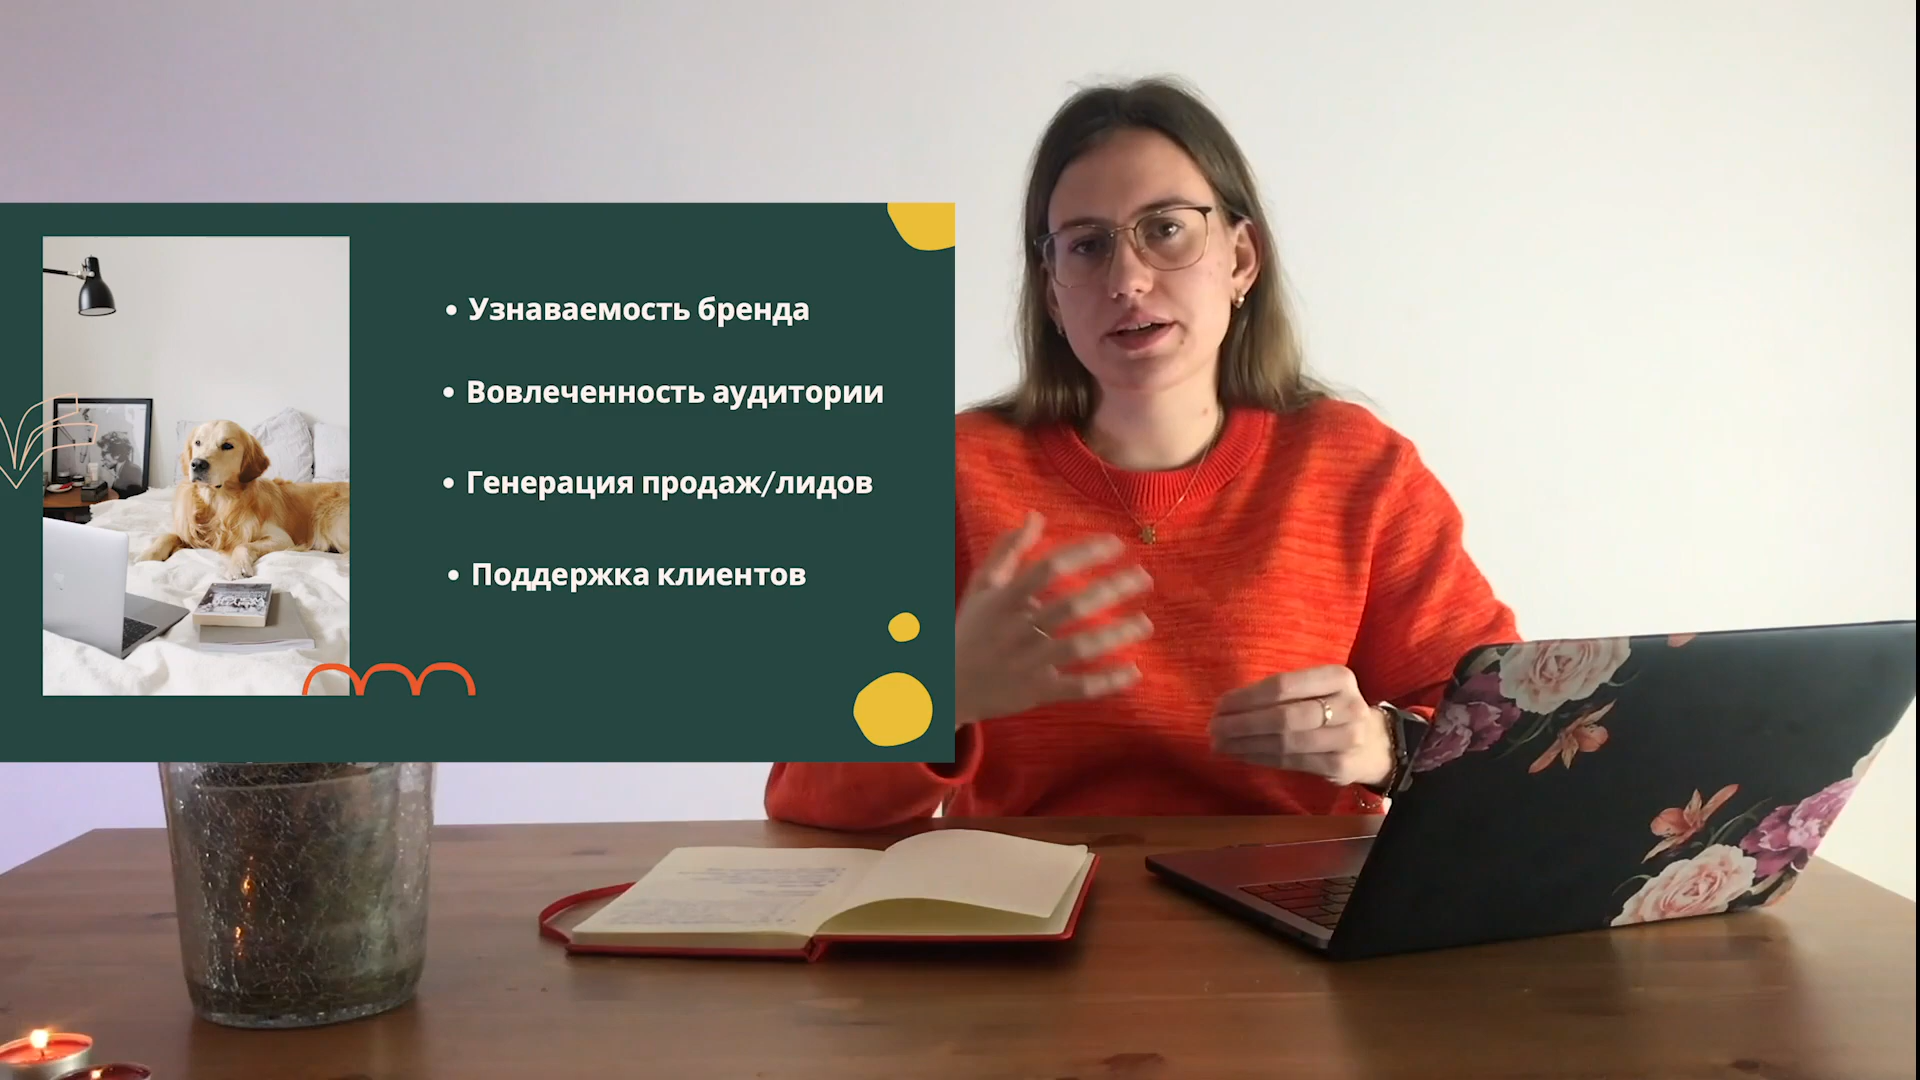 • Узнаваемость бренда
• Вовлеченность аудитории
• Генерация продаж/лидов
• Поддержка клиентов